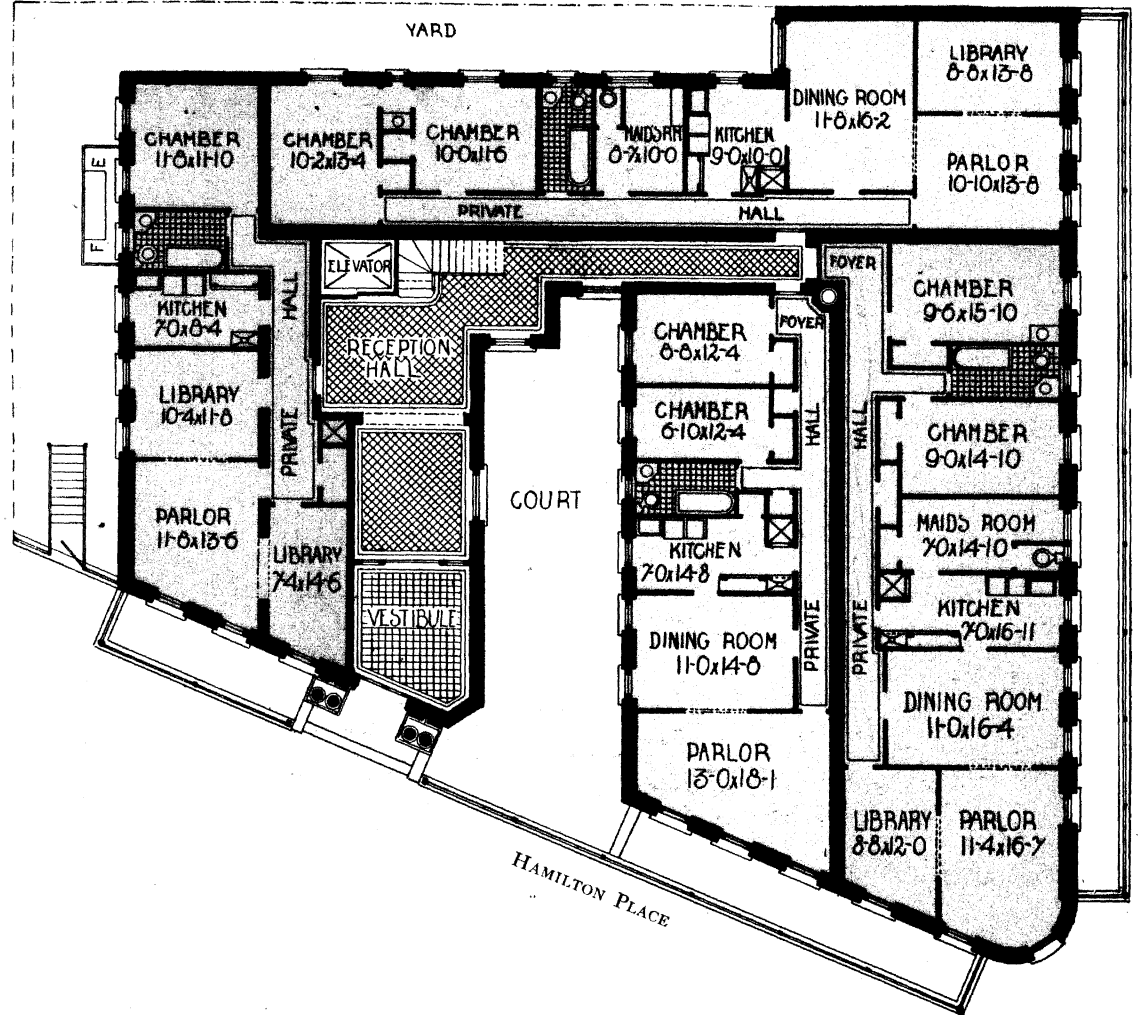 YARD
LIBRARY
8-8x13-8
DINING ROOM
11-8x16-2
CHAMBER
11-8x11-10
CHAMBER
10-2x13-4
CHAMBER
10-0x11-6
MAIDS RM
8-7x10-0
KITCHEN
9-0x10-0
PARLOR
10-10x13-8
PRIVATE HALL
F E
ELEVATOR
FOYER
CHAMBER
9-6x15-10
KITCHEN
7-0x8-4
PRIVATE HALL
RECEPTION
HALL
FOYER
CHAMBER
8-8x12-4
LIBRARY
10-4x11-8
CHAMBER
6-10x12-4
HALL
HALL
CHAMBER
9-0x14-10
COURT
PARLOR
11-8x13-6
LIBRARY
7-4x14-6
KITCHEN
7-0x14-8
MAIDS ROOM
7-0x14-10
VESTIBULE
KITCHEN
7-0x16-11
DINING ROOM
11-0x14-8
PRIVATE
PRIVATE
DINING ROOM
11-0x16-4
PARLOR
13-0x18-1
LIBRARY
8-8x12-0
PARLOR
11-4x16-7
HAMILTON PLACE